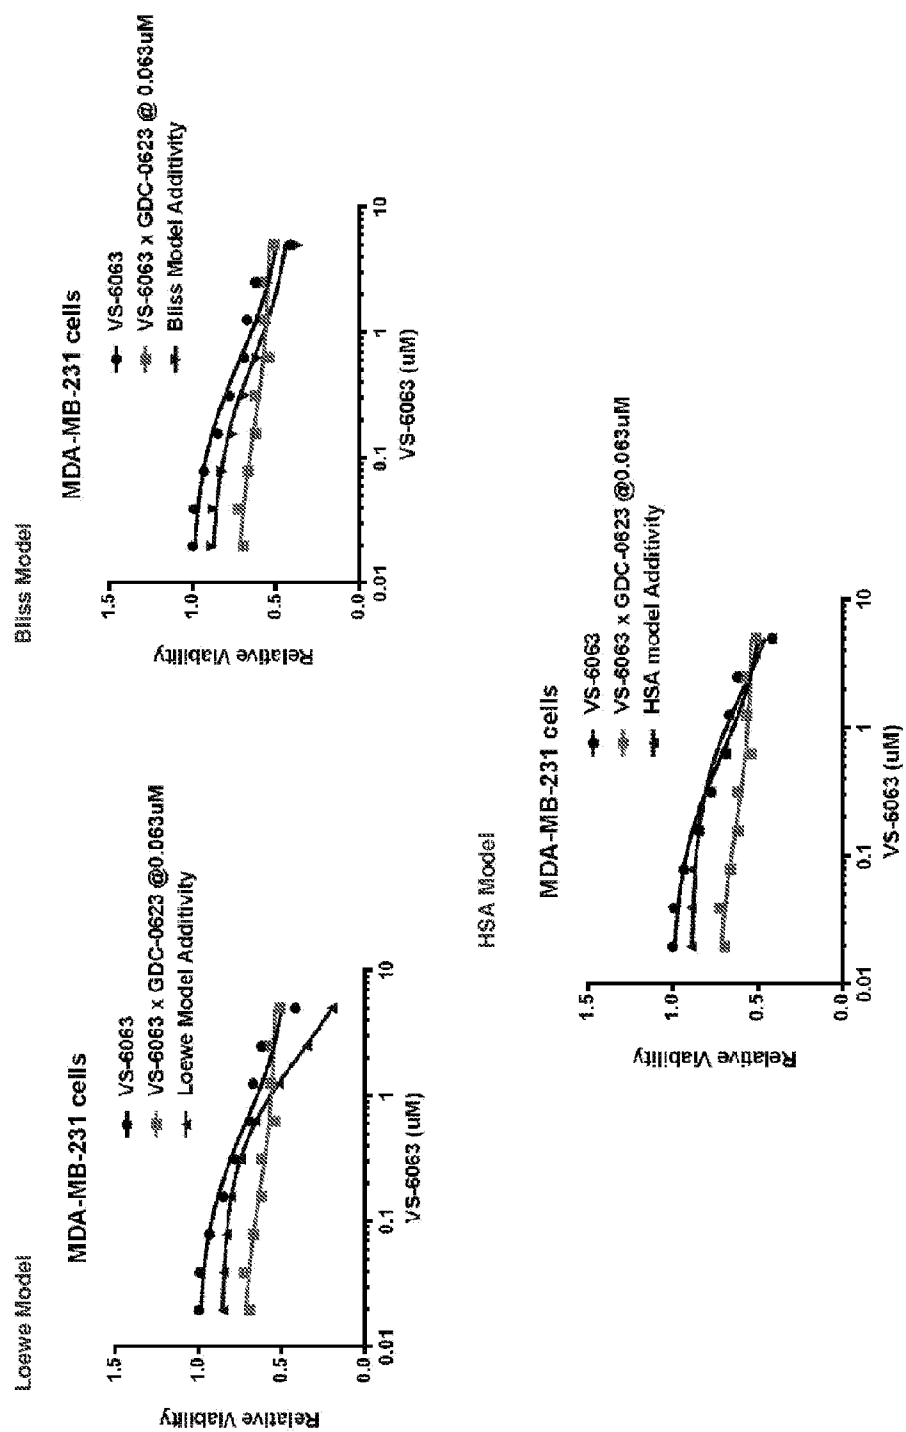 Loewe Model
MDA-MB-231 cells
VS-6063
VS-6063 x GDC-0623 @0.063uM
Loewe Model Additivity
Relative Viability
1.5
1.0
0.5
0.0
0.01
0.1
1
10
VS-6063 (uM)
Bliss Model
MDA-MB-231 cells
VS-6063
VS-6063 x GDC-0623 @ 0.063uM
Bliss Model Additivity
Relative Viability
1.5
1.0
0.5
0.0
0.01
0.1
1
10
VS-6063 (uM)
HSA Model
MDA-MB-231 cells
VS-6063
VS-6063 x GDC-0623 @0.063uM
HSA model Additivity
Relative Viability
1.5
1.0
0.5
0.0
0.01
0.1
1
10
VS-6063 (uM)